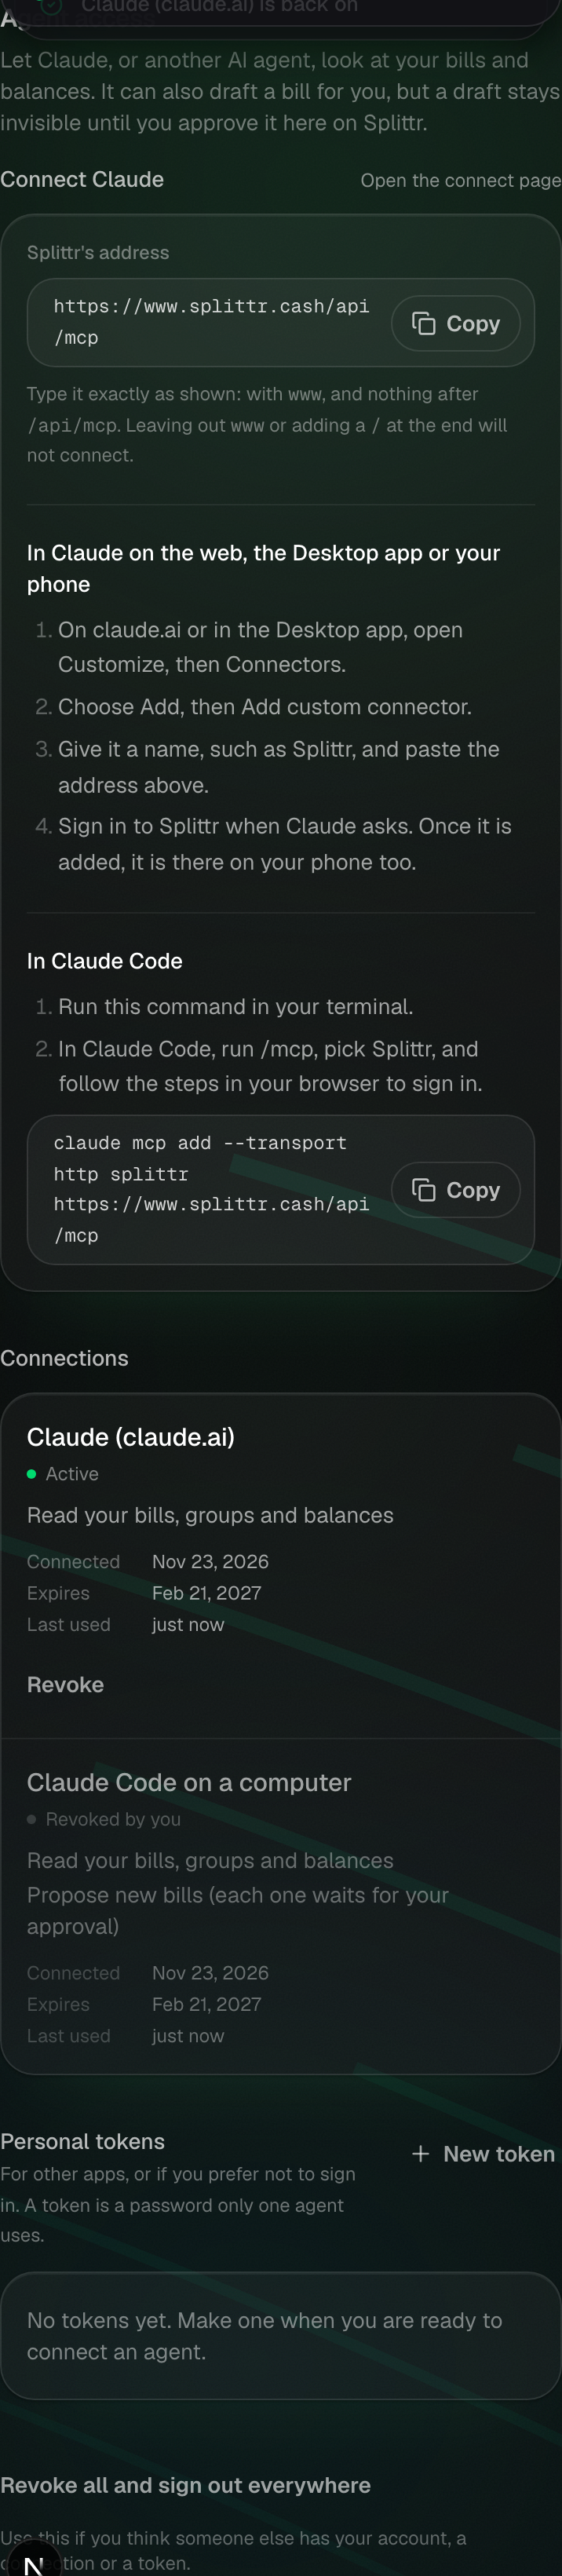 Claude (claude.ai) is back on
Agent access
Let Claude, or another AI agent, look at your bills and
balances. It can also draft a bill for you, but a draft stays
invisible until you approve it here on Splittr.
Connect Claude
Open the connect page
Splittr's address
https://www.splittr.cash/api
/mcp
Copy
Type it exactly as shown: with www, and nothing after
/api/mcp. Leaving out www or adding a / at the end will
not connect.
In Claude on the web, the Desktop app or your
phone
1. On claude.ai or in the Desktop app, open
Customize, then Connectors.
2. Choose Add, then Add custom connector.
3. Give it a name, such as Splittr, and paste the
address above.
4. Sign in to Splittr when Claude asks. Once it is
added, it is there on your phone too.
In Claude Code
1. Run this command in your terminal.
2. In Claude Code, run /mcp, pick Splittr, and
follow the steps in your browser to sign in.
claude mcp add --transport
http splittr
https://www.splittr.cash/api
/mcp
Copy
Connections
Claude (claude.ai)
Active
Read your bills, groups and balances
Connected Nov 23, 2026
Expires Feb 21, 2027
Last used just now
Revoke
Claude Code on a computer
Revoked by you
Read your bills, groups and balances
Propose new bills (each one waits for your
approval)
Connected Nov 23, 2026
Expires Feb 21, 2027
Last used just now
Personal tokens
New token
For other apps, or if you prefer not to sign
in. A token is a password only one agent
uses.
No tokens yet. Make one when you are ready to
connect an agent.
Revoke all and sign out everywhere
Use this if you think someone else has your account, a
or a token.
N